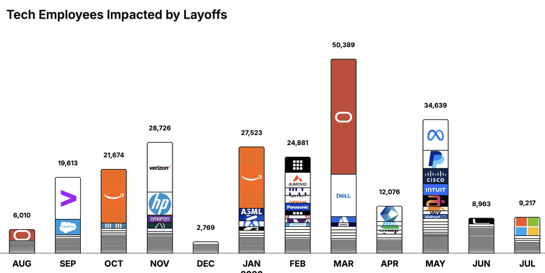 Tech Employees Impacted by Layoffs
50,389
34,639
28,726
27,523
24,881
21,674
19,613
12,076
9,217
8,963
6,010
2,769
verizon
hp
SYNOPSYS
ASML
AUMOVIO
Panasonic
DELL
PayPal
CISCO
INTUIT
AUG SEP OCT NOV DEC JAN FEB MAR APR MAY JUN JUL